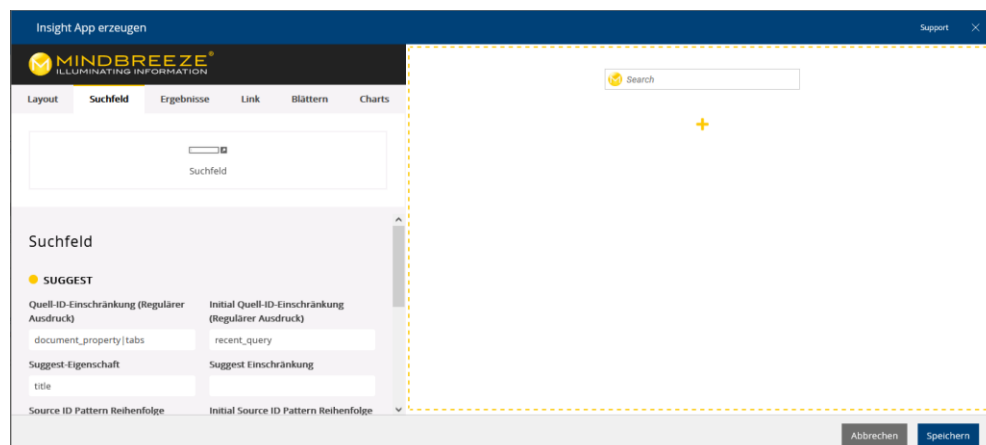 Insight App erzeugen
Support
MINDBREEZE®
ILLUMINATING INFORMATION
Layout Suchfeld Ergebnisse Link Blättern Charts
Suchfeld
Suchfeld
SUGGEST
Quell-ID-Einschränkung (Regulärer
Ausdruck)
document_property|tabs
Initial Quell-ID-Einschränkung
(Regulärer Ausdruck)
recent_query
Suggest-Eigenschaft
title
Suggest Einschränkung
Source ID Pattern Reihenfolge
Initial Source ID Pattern Reihenfolge
Search
Abbrechen
Speichern